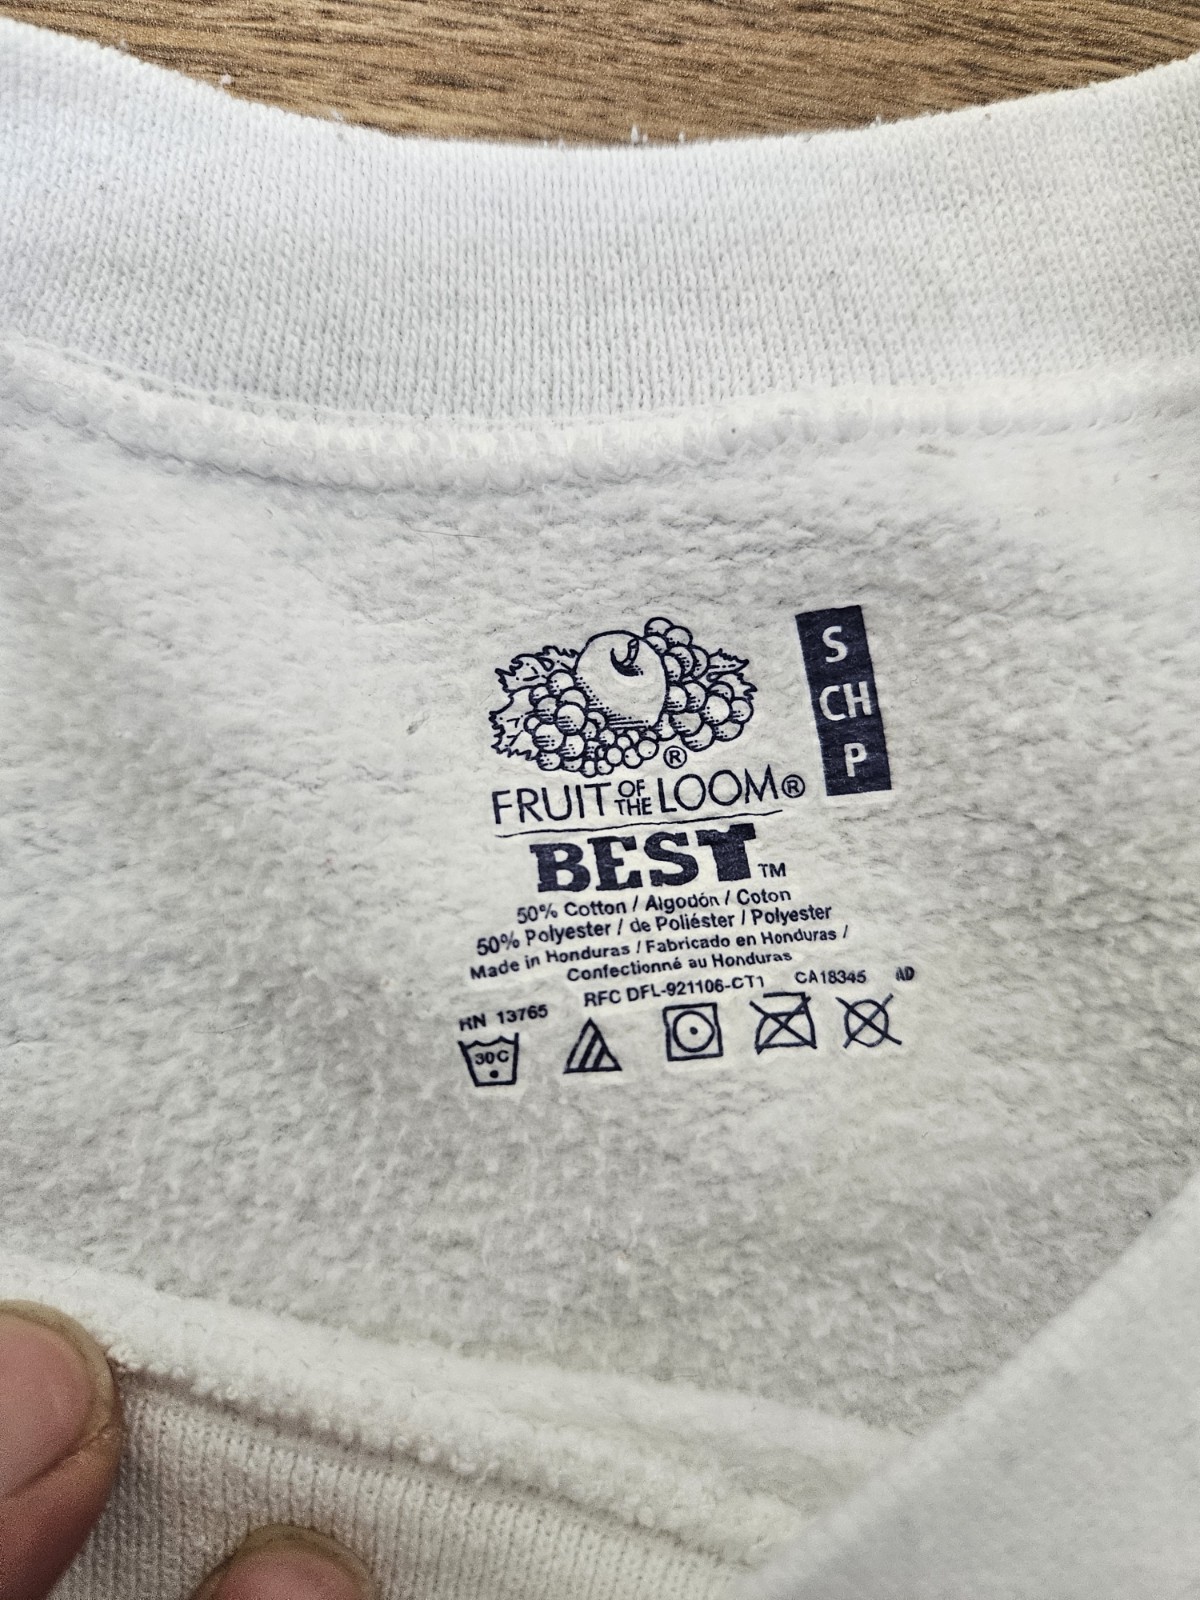 S
CH
P
®
FRUIT OF THE LOOM®
BEST™
50% Cotton / Algodón / Coton
50% Polyester / de Poliéster / Polyester
Made in Honduras / Fabricado en Honduras /
Confectionné au Honduras
RN 13765 RFC DFL-921106-CT1 CA18345 AD
30C